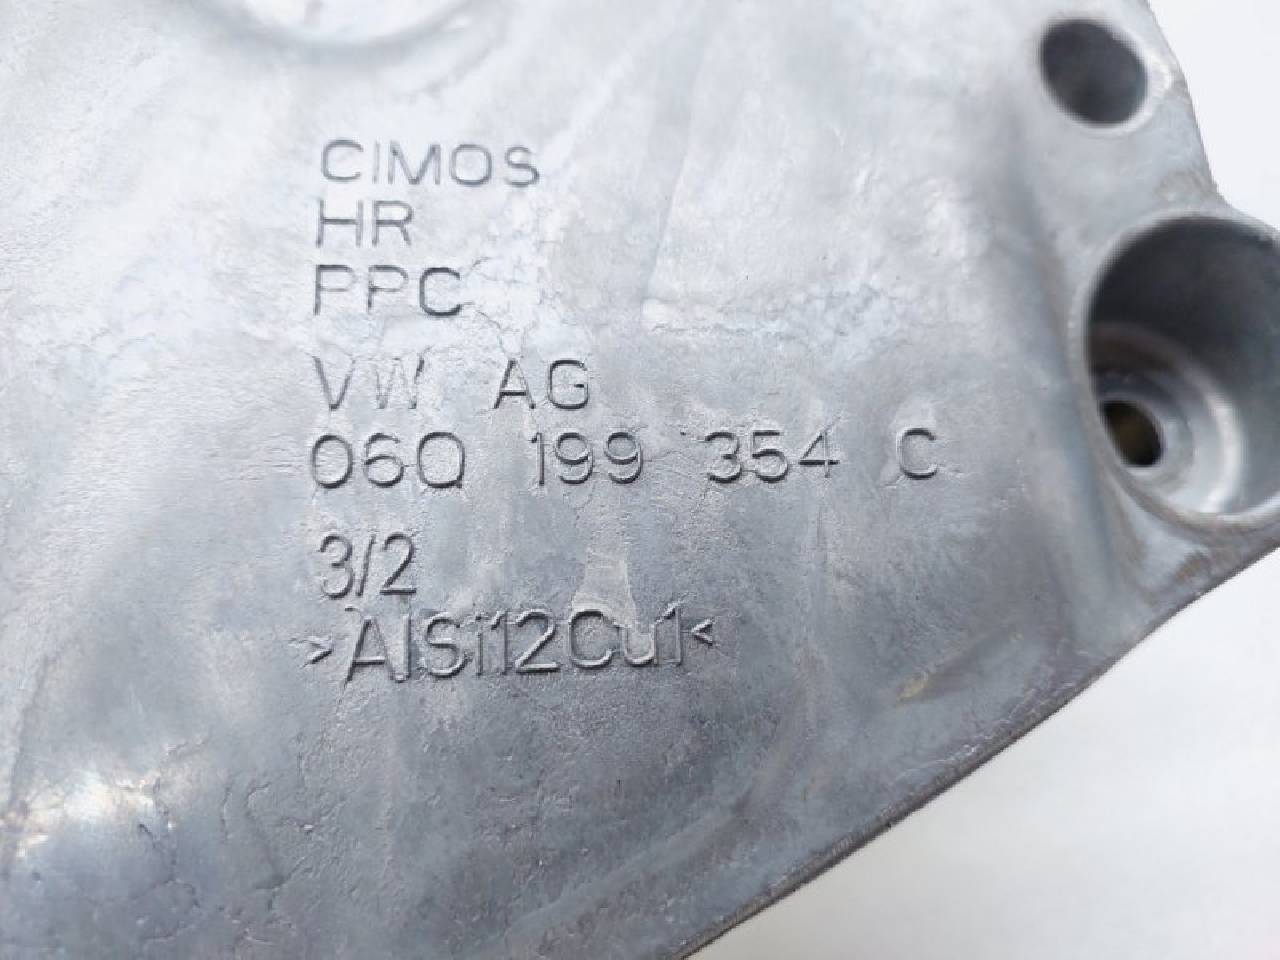 CIMOS
HR
PPC
VW AG
06Q 199 354 C
3/2
>AlSi12Cu1<